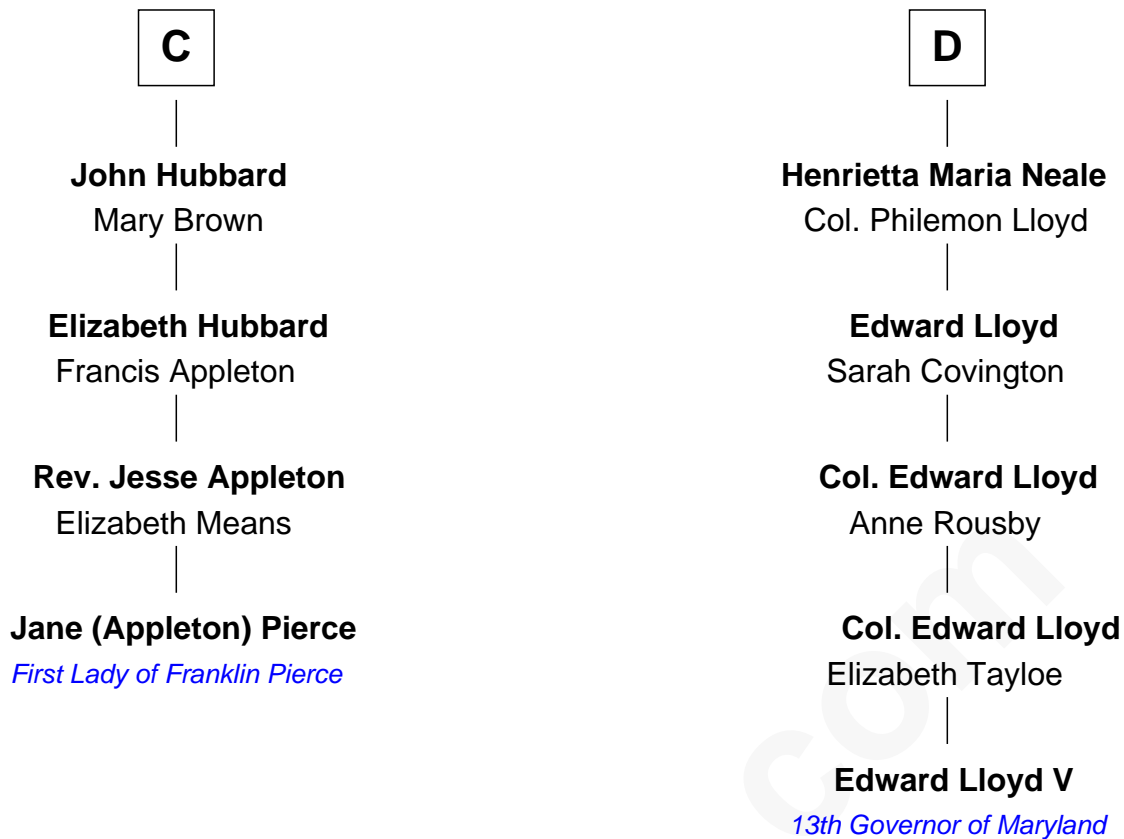 C
John Hubbard
Mary Brown
Elizabeth Hubbard
Francis Appleton
Rev. Jesse Appleton
Elizabeth Means
Jane (Appleton) Pierce
First Lady of Franklin Pierce
D
Henrietta Maria Neale
Col. Philemon Lloyd
Edward Lloyd
Sarah Covington
Col. Edward Lloyd
Anne Rousby
Col. Edward Lloyd
Elizabeth Tayloe
Edward Lloyd V
13th Governor of Maryland
com